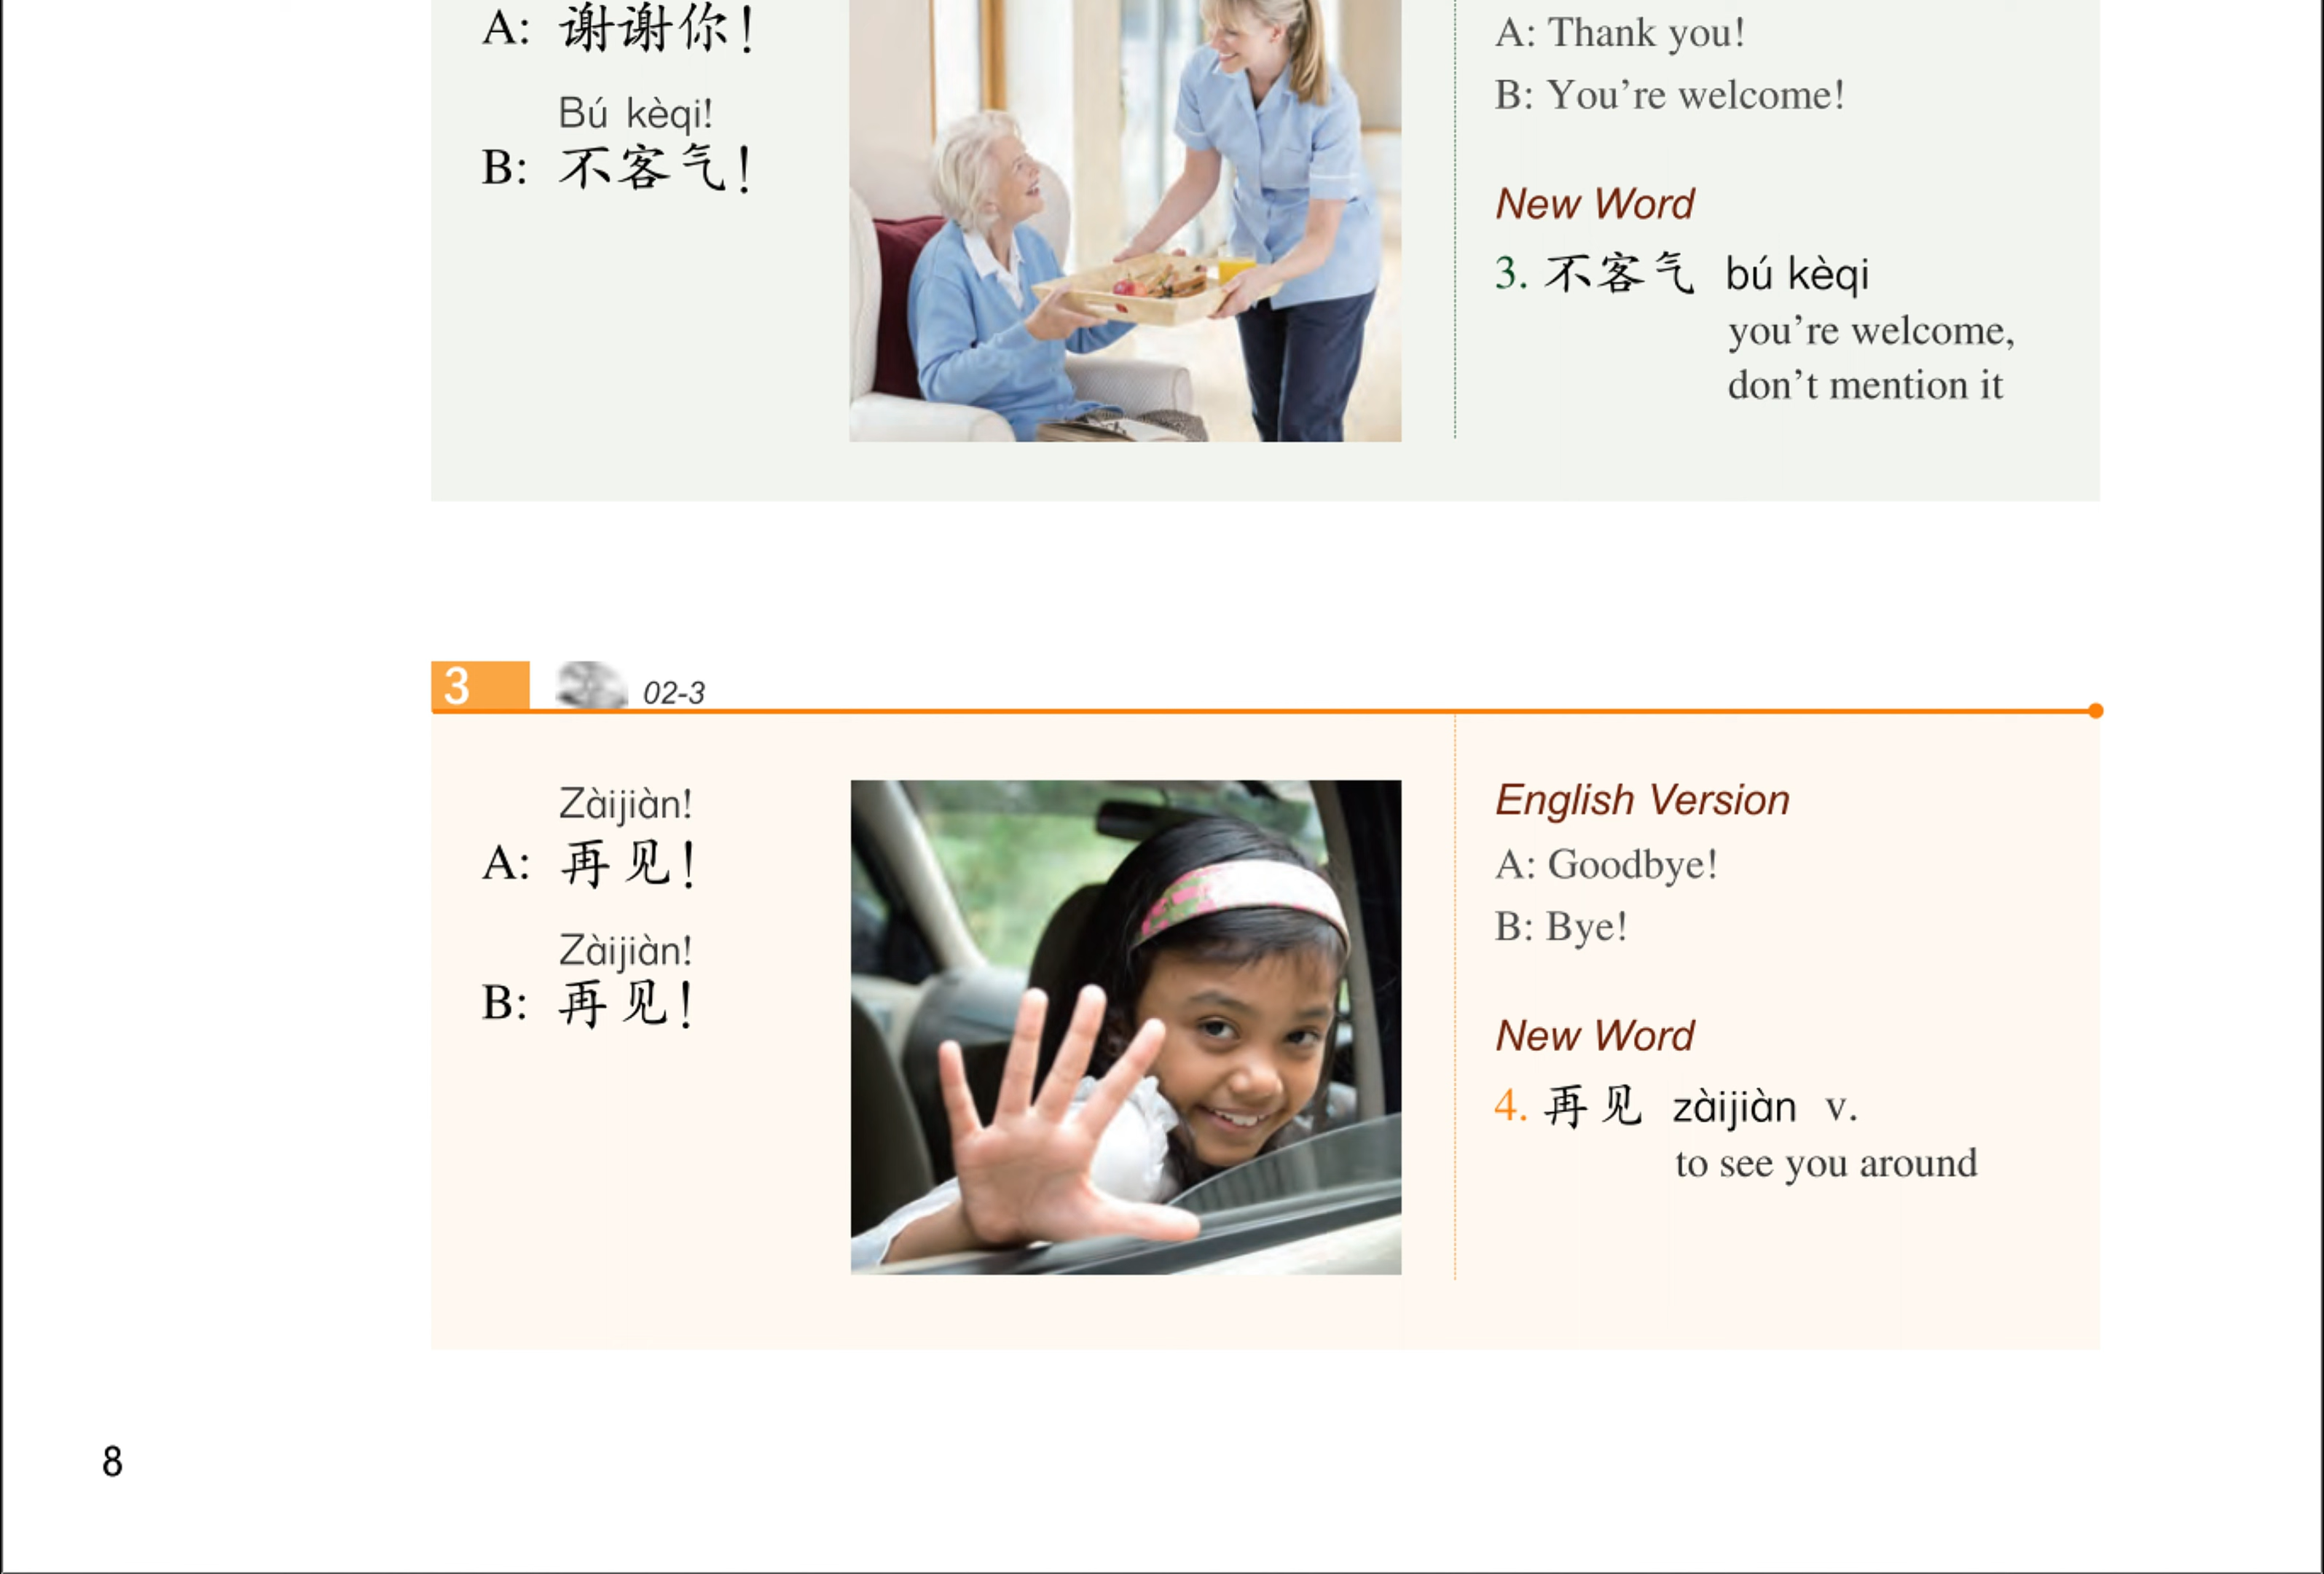 A: 谢谢你！
Bú kèqi!
B: 不客气！
A: Thank you!
B: You're welcome!
New Word
3. 不客气 bú kèqi
you're welcome,
don't mention it
3 02-3
Zàijiàn!
A: 再见！
Zàijiàn!
B: 再见！
English Version
A: Goodbye!
B: Bye!
New Word
4. 再见 zàijiàn v.
to see you around
8